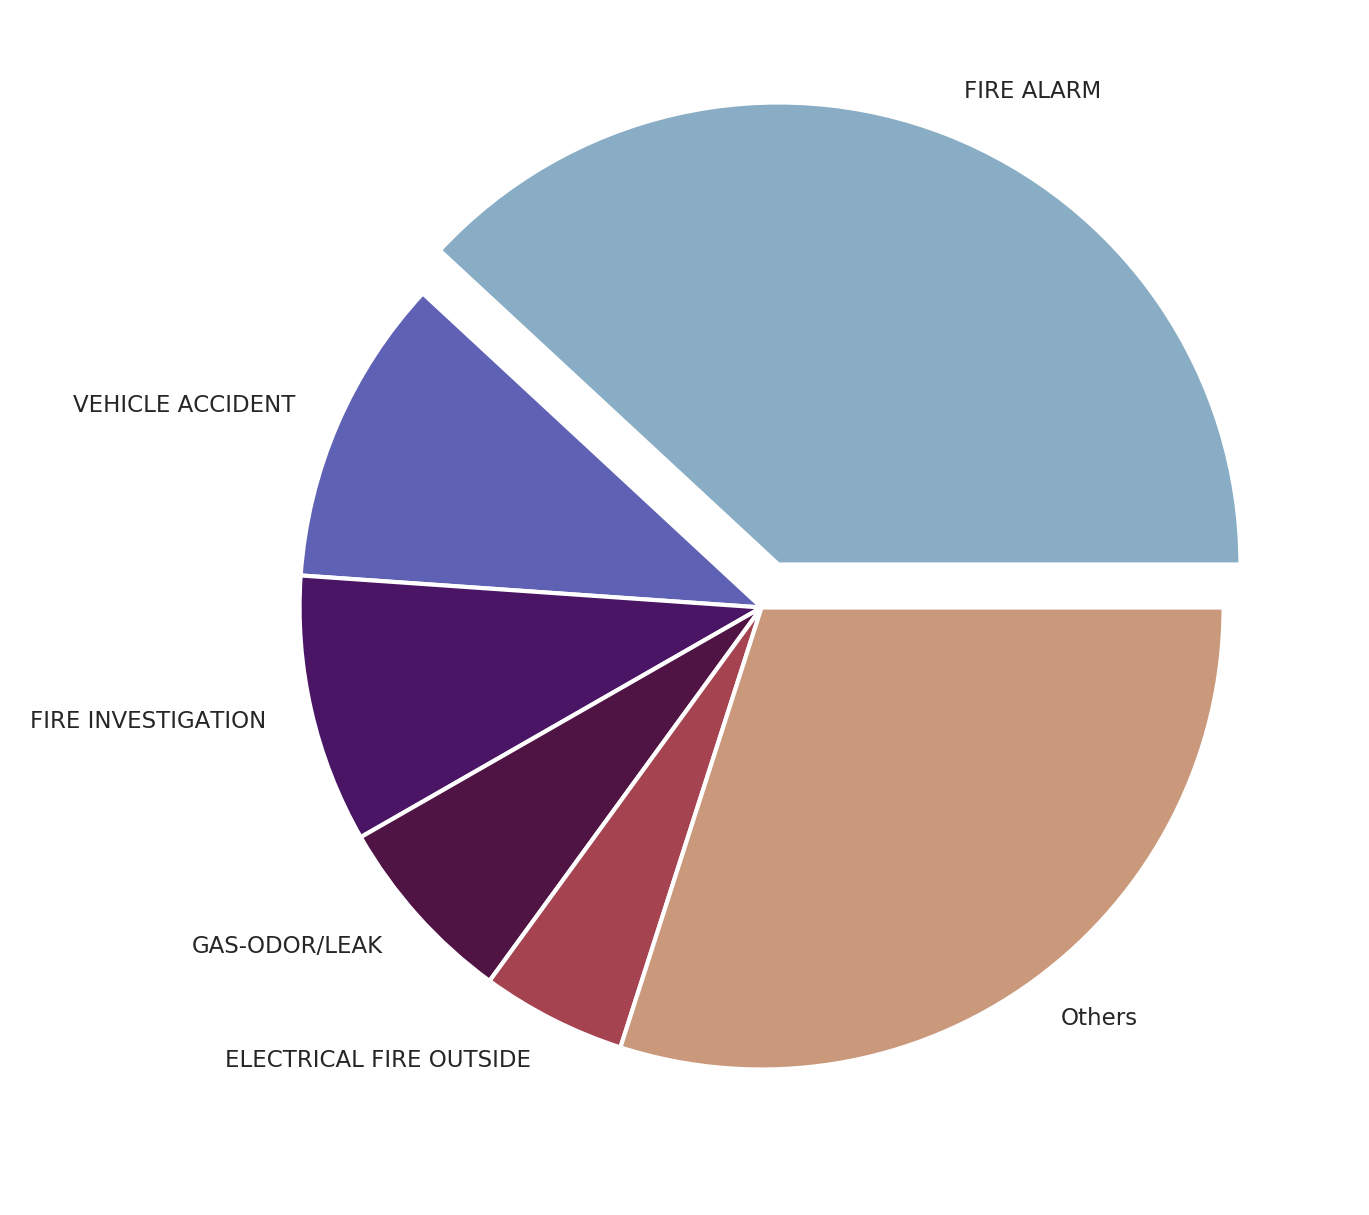 FIRE ALARM
VEHICLE ACCIDENT
FIRE INVESTIGATION
GAS-ODOR/LEAK
Others
ELECTRICAL FIRE OUTSIDE